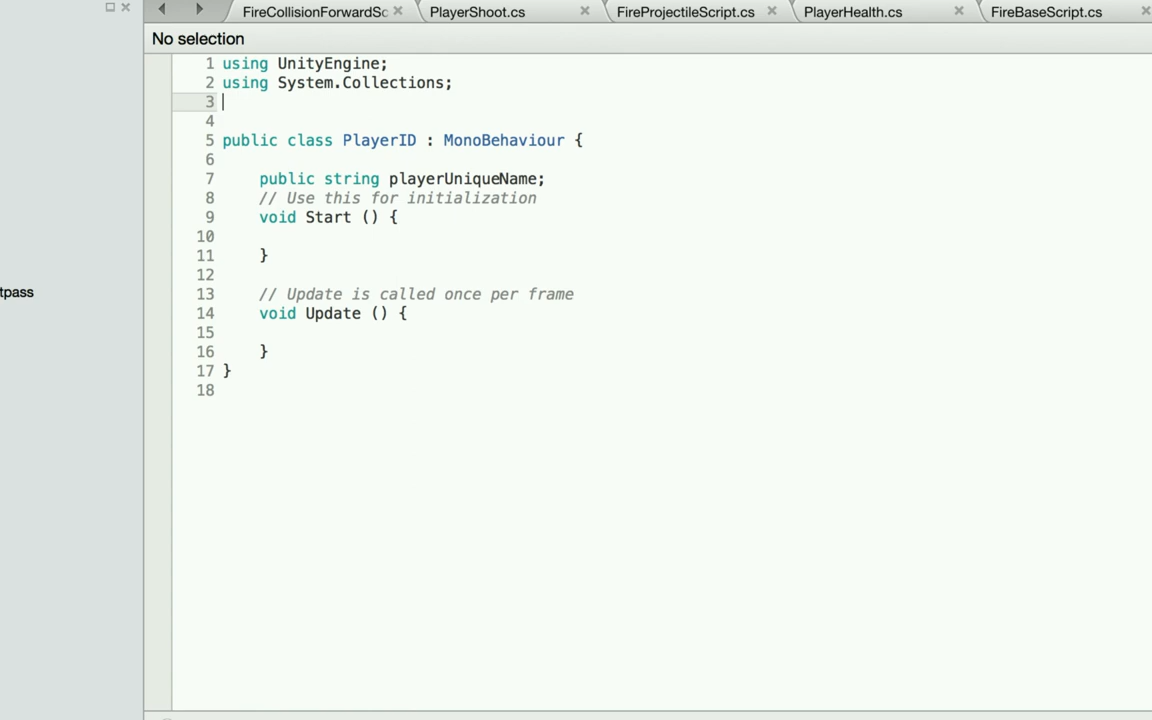 FireCollisionForwardSc
PlayerShoot.cs
FireProjectileScript.cs
PlayerHealth.cs
FireBaseScript.cs
No selection
1 using UnityEngine;
2 using System.Collections;
3
4
5 public class PlayerID : MonoBehaviour {
6
7 public string playerUniqueName;
8 // Use this for initialization
9 void Start () {
10
11 }
12
13 // Update is called once per frame
14 void Update () {
15
16 }
17 }
18
tpass